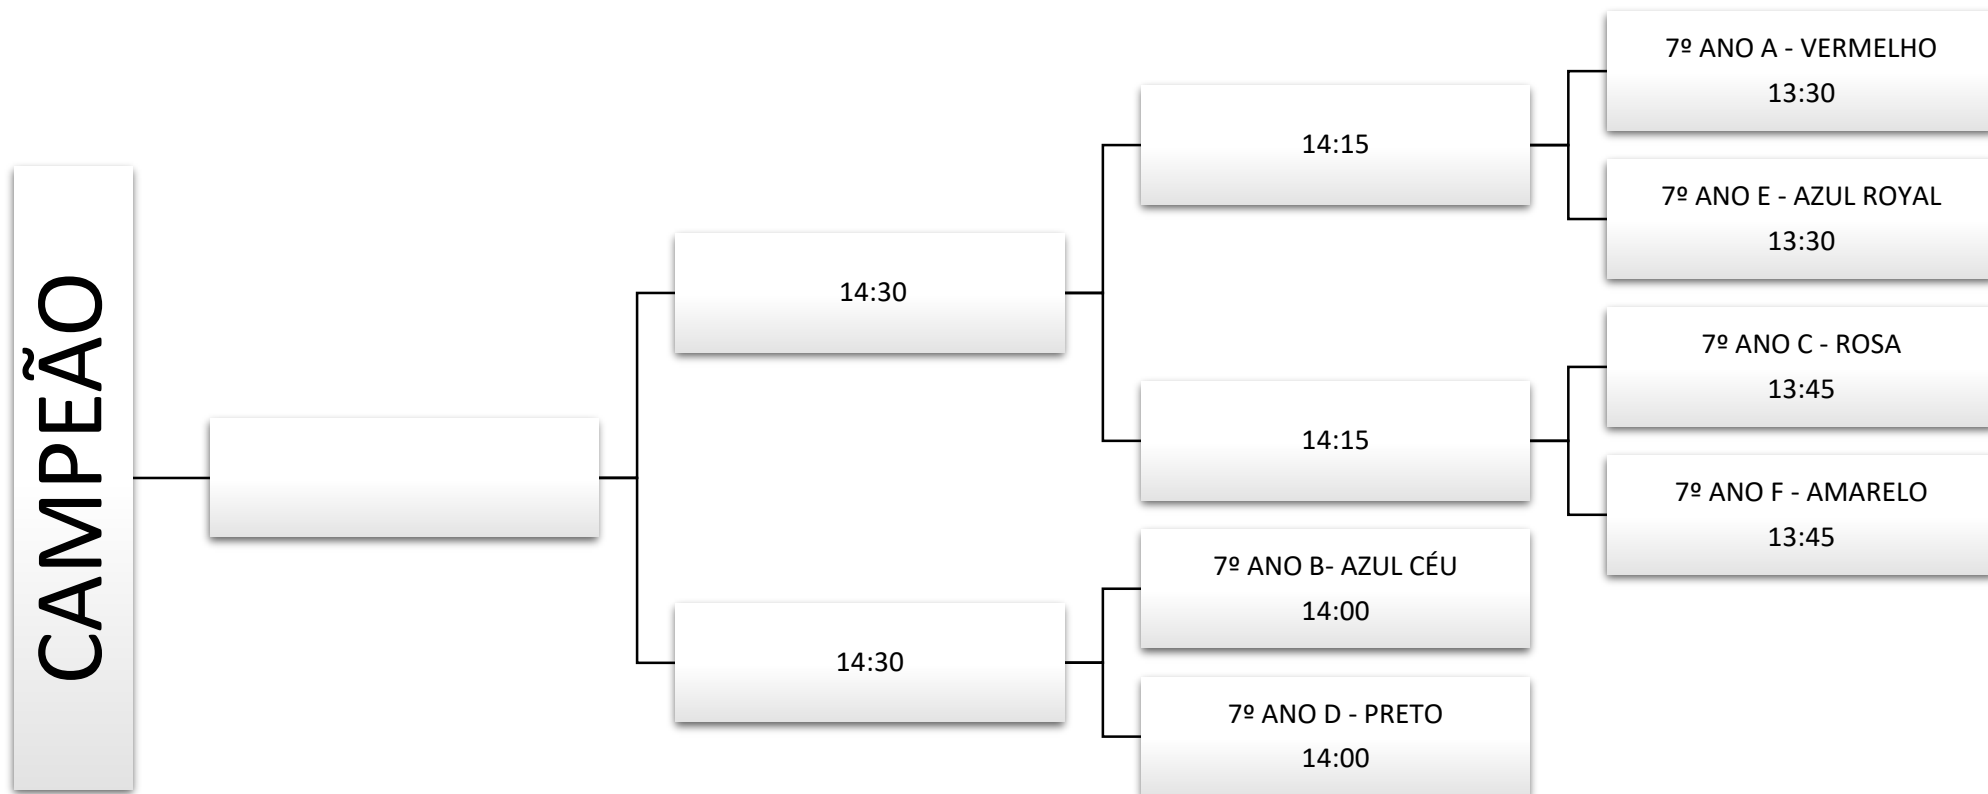 CAMPEÃO
14:30
14:15
7º ANO A - VERMELHO
13:30
7º ANO E - AZUL ROYAL
13:30
14:15
7º ANO C - ROSA
13:45
7º ANO F - AMARELO
13:45
14:30
7º ANO B- AZUL CÉU
14:00
7º ANO D - PRETO
14:00